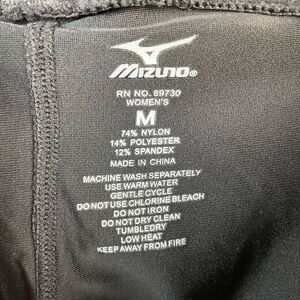 MIZUNO®
RN NO. 89730
WOMEN'S
M
74% NYLON
14% POLYESTER
12% SPANDEX
MADE IN CHINA
MACHINE WASH SEPARATELY
USE WARM WATER
GENTLE CYCLE
DO NOT USE CHLORINE BLEACH
DO NOT IRON
DO NOT DRY CLEAN
TUMBLEDRY
LOW HEAT
KEEP AWAY FROM FIRE